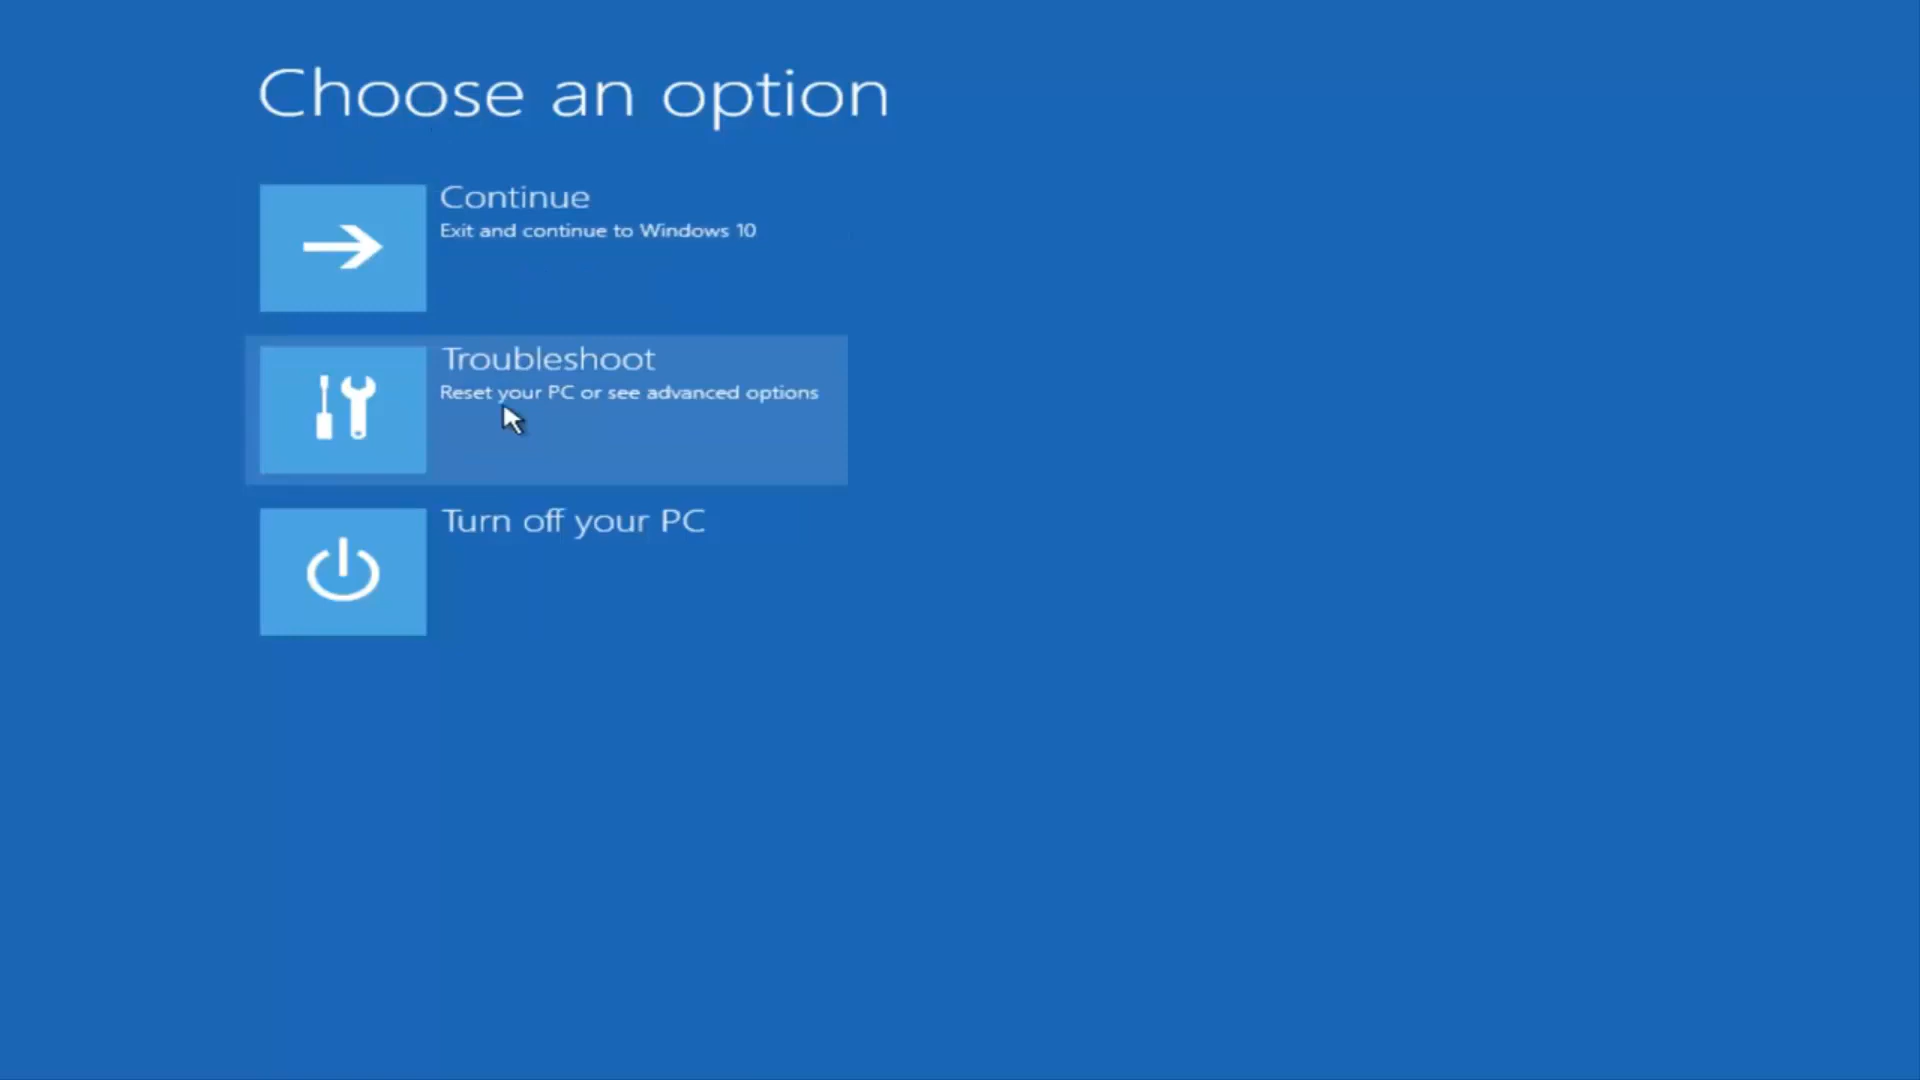 Choose an option
Continue
Exit and continue to Windows 10
Troubleshoot
Reset your PC or see advanced options
Turn off your PC